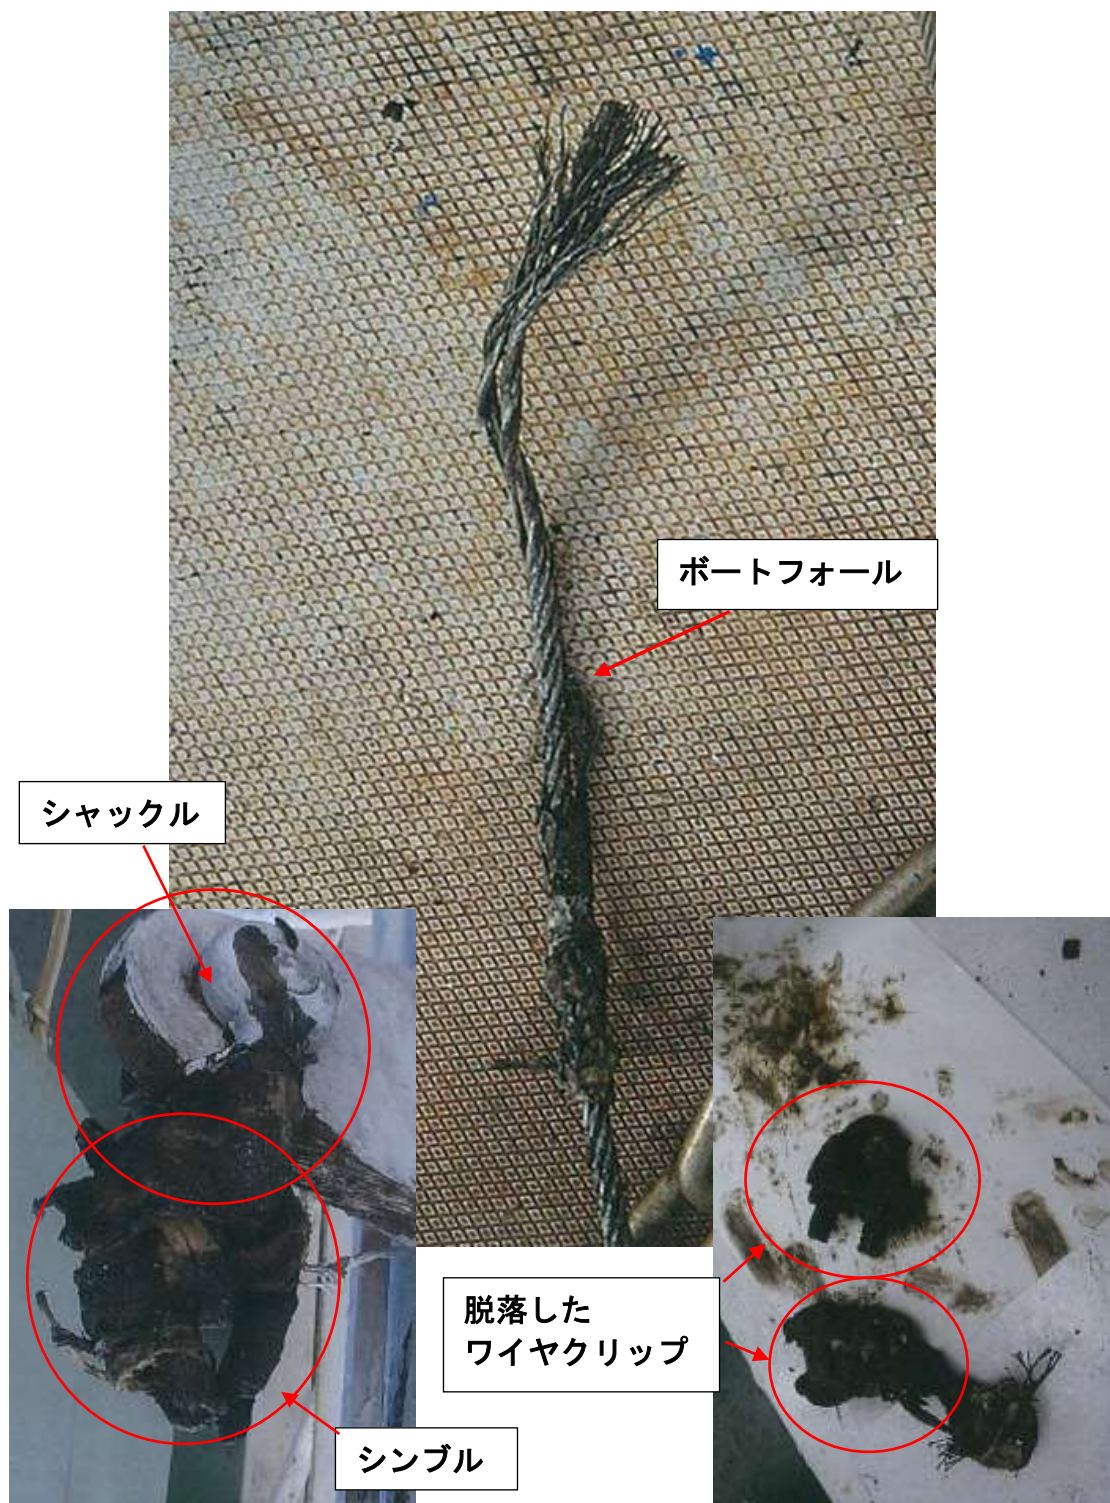 ボートフォール
シャックル
脱落した
ワイヤクリップ
シンブル